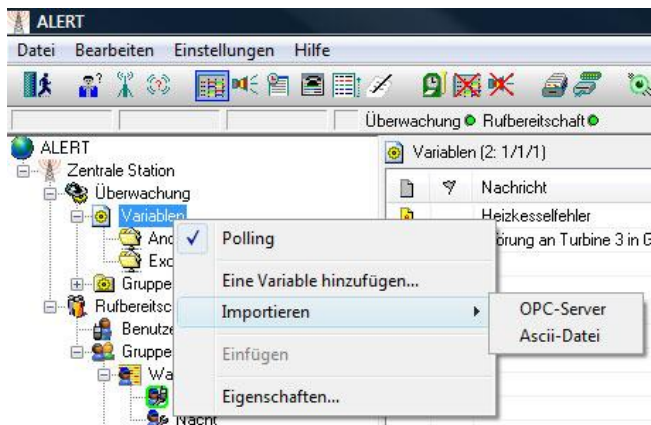 ALERT
Datei Bearbeiten Einstellungen Hilfe
Überwachung Rufbereitschaft
ALERT
Zentrale Station
Überwachung
Variablen
Gruppe
Rufbereitsc
Benutze
Gruppe
Wa
Nacht
Polling
Eine Variable hinzufügen...
Importieren
Einfügen
Eigenschaften...
OPC-Server
Ascii-Datei
Variablen (2: 1/1/1)
Nachricht
Heizkesselfehler
örung an Turbine 3 in G